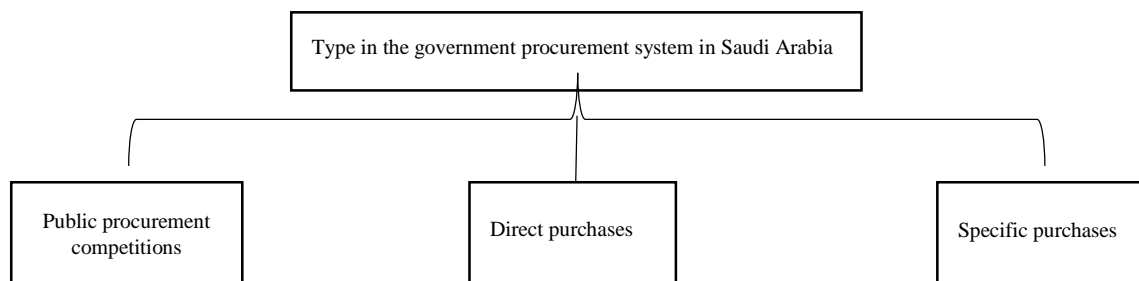 Type in the government procurement system in Saudi Arabia
Public procurement
competitions
Direct purchases
Specific purchases